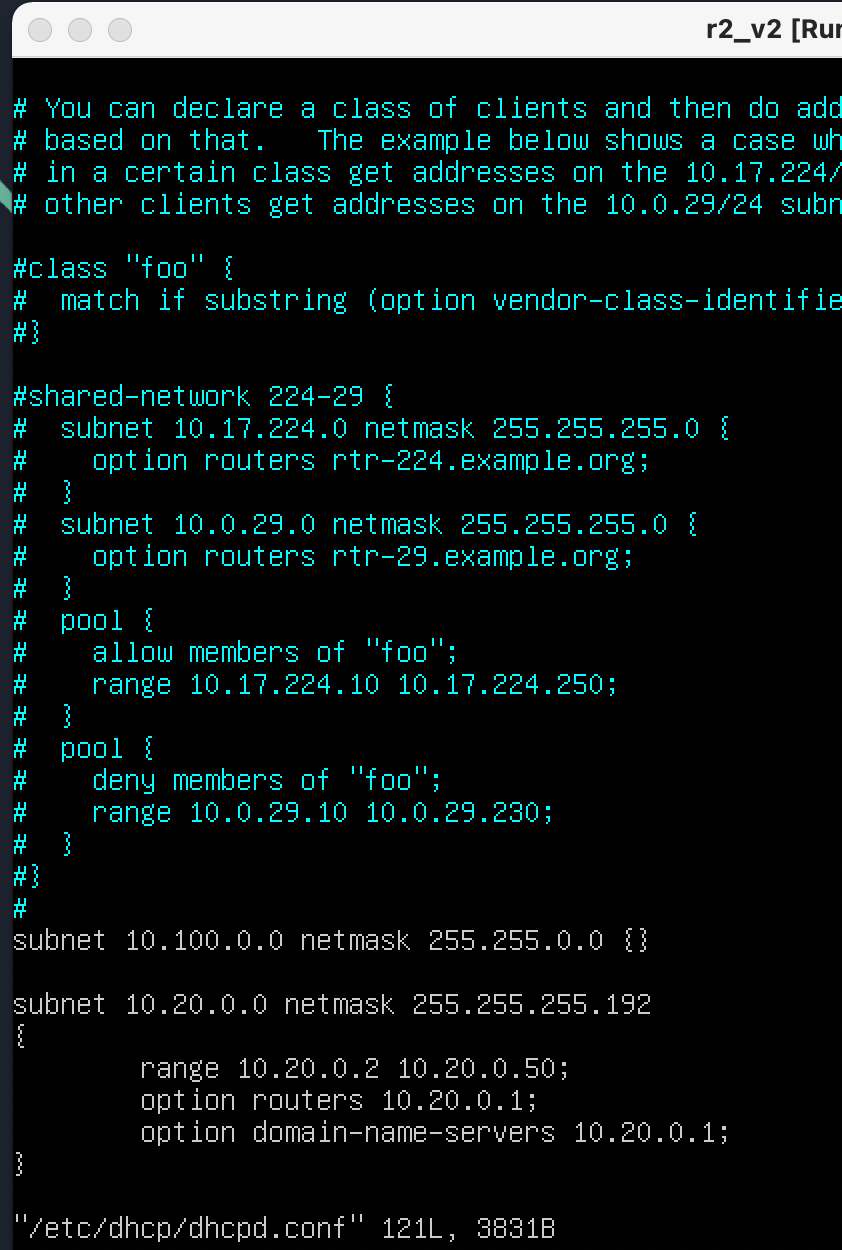 r2_v2 [Run
# You can declare a class of clients and then do add
# based on that.   The example below shows a case wh
# in a certain class get addresses on the 10.17.224/
# other clients get addresses on the 10.0.29/24 subn
#class "foo" {
#  match if substring (option vendor-class-identifie
#}
#shared-network 224-29 {
#  subnet 10.17.224.0 netmask 255.255.255.0 {
#    option routers rtr-224.example.org;
#  }
#  subnet 10.0.29.0 netmask 255.255.255.0 {
#    option routers rtr-29.example.org;
#  }
#  pool {
#    allow members of "foo";
#    range 10.17.224.10 10.17.224.250;
#  }
#  pool {
#    deny members of "foo";
#    range 10.0.29.10 10.0.29.230;
#  }
#}
#
subnet 10.100.0.0 netmask 255.255.0.0 {}
subnet 10.20.0.0 netmask 255.255.255.192
{
        range 10.20.0.2 10.20.0.50;
        option routers 10.20.0.1;
        option domain-name-servers 10.20.0.1;
}
"/etc/dhcp/dhcpd.conf" 121L, 3831B